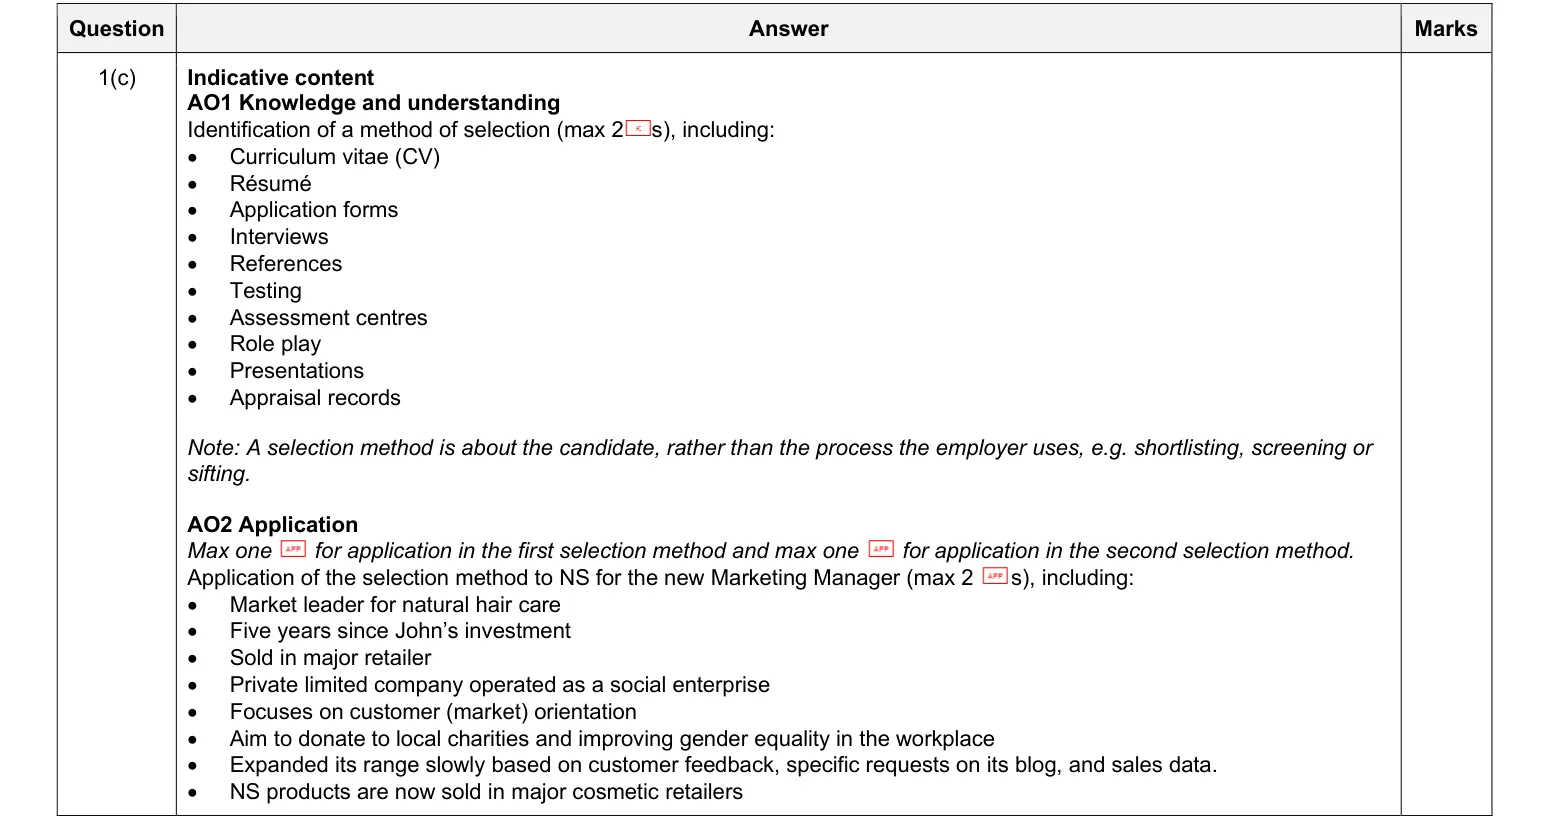 Question Answer Marks
1(c) Indicative content
AO1 Knowledge and understanding
Identification of a method of selection (max 2 K s), including:
• Curriculum vitae (CV)
• Résumé
• Application forms
• Interviews
• References
• Testing
• Assessment centres
• Role play
• Presentations
• Appraisal records
Note: A selection method is about the candidate, rather than the process the employer uses, e.g. shortlisting, screening or
sifting.
AO2 Application
Max one APP for application in the first selection method and max one APP for application in the second selection method.
Application of the selection method to NS for the new Marketing Manager (max 2 APP s), including:
• Market leader for natural hair care
• Five years since John’s investment
• Sold in major retailer
• Private limited company operated as a social enterprise
• Focuses on customer (market) orientation
• Aim to donate to local charities and improving gender equality in the workplace
• Expanded its range slowly based on customer feedback, specific requests on its blog, and sales data.
• NS products are now sold in major cosmetic retailers